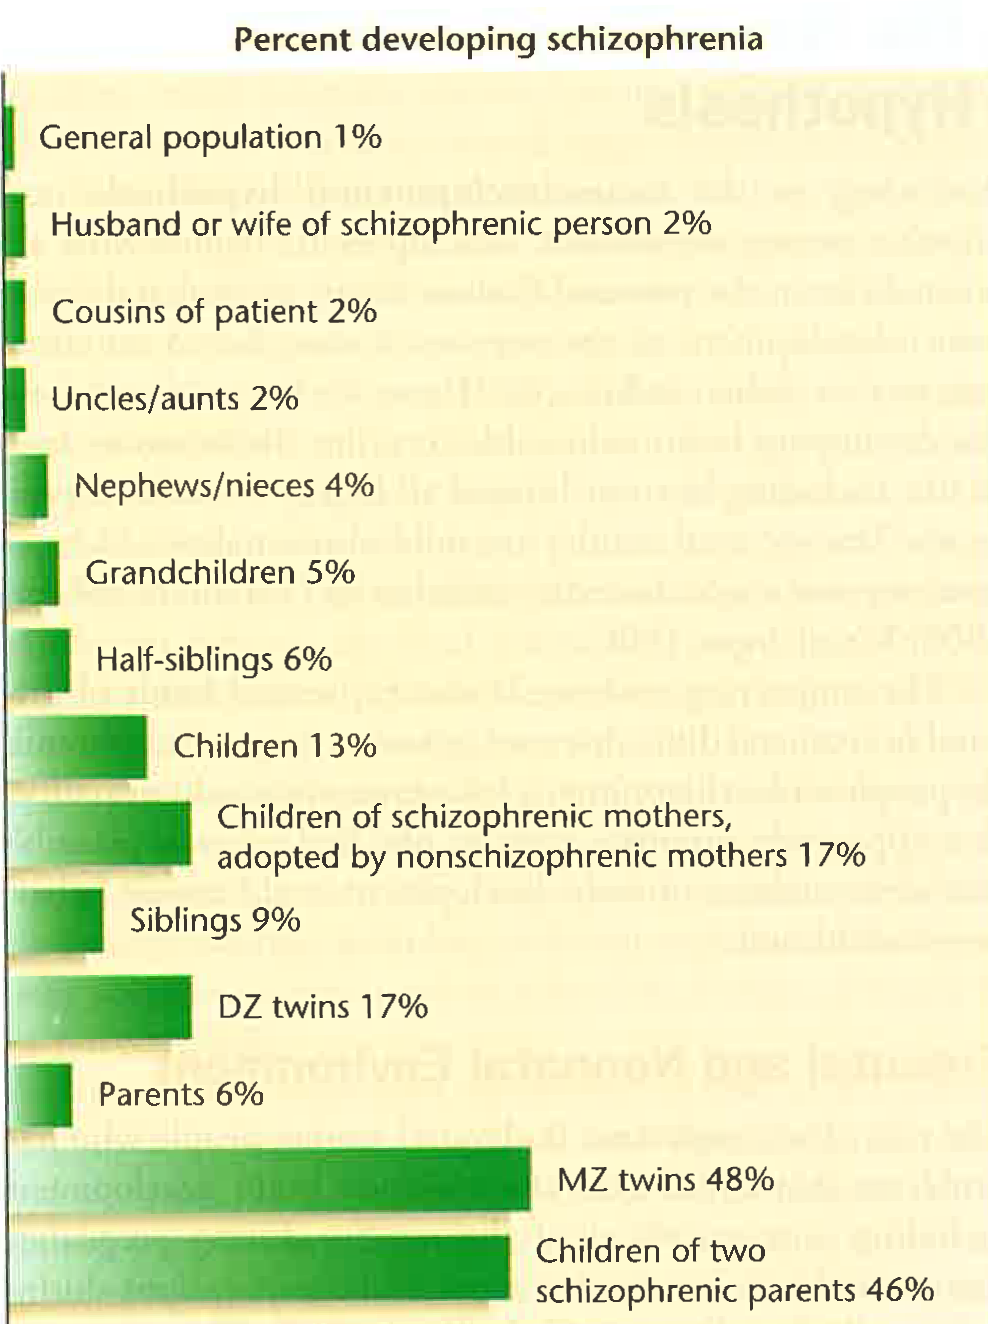 Percent developing schizophrenia
General population 1%
Husband or wife of schizophrenic person 2%
Cousins of patient 2%
Uncles/aunts 2%
Nephews/nieces 4%
Grandchildren 5%
Half-siblings 6%
Children 13%
Children of schizophrenic mothers,
adopted by nonschizophrenic mothers 17%
Siblings 9%
DZ twins 17%
Parents 6%
MZ twins 48%
Children of two
schizophrenic parents 46%